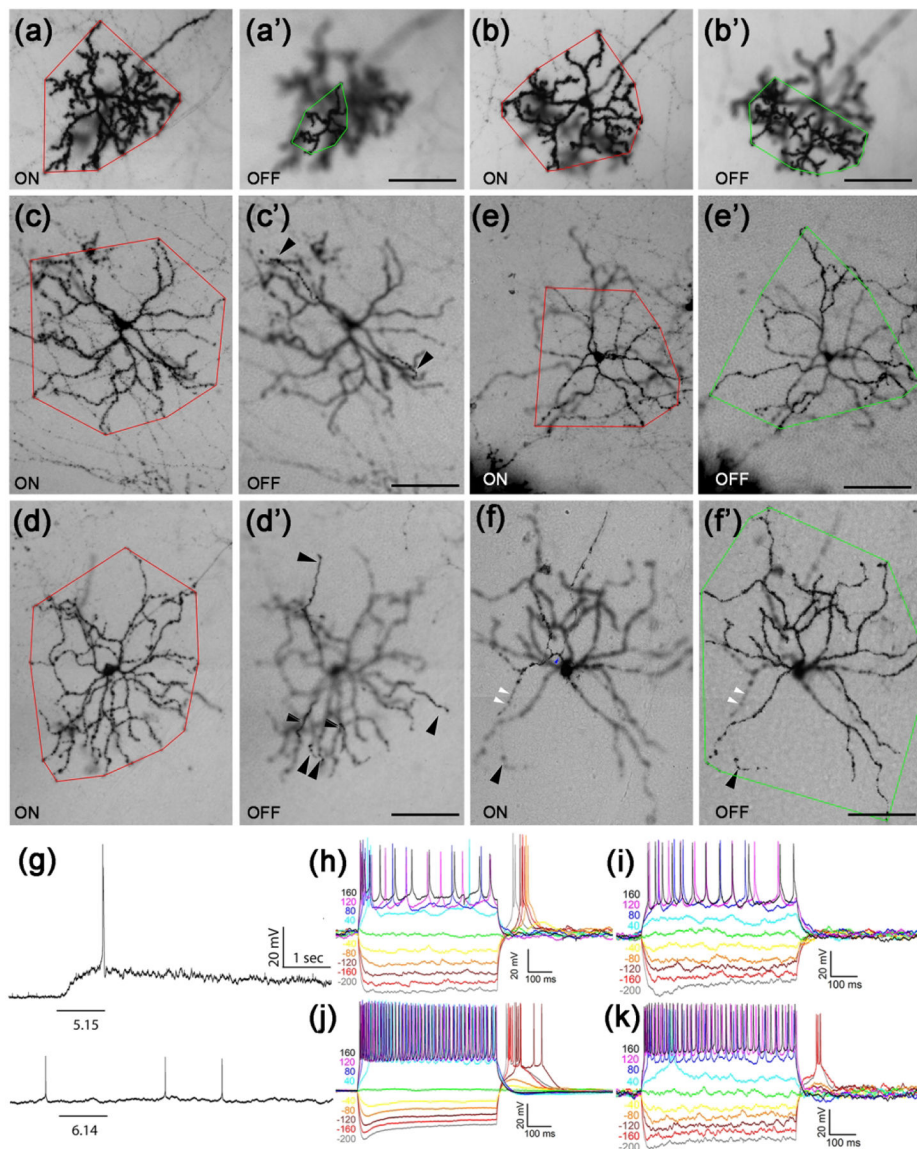 (a)
ON
(a')
OFF
(b)
ON
(b')
OFF
(c)
ON
(c')
OFF
(e)
ON
(e')
OFF
(d)
ON
(d')
OFF
(f)
ON
(f')
OFF
(g)
20 mV
1 sec
5.15
6.14
(h)
160
120
80
40
-40
-80
-120
-160
-200
20 mV
100 ms
(i)
160
120
80
40
-40
-80
-120
-160
-200
20 mV
100 ms
(j)
160
120
80
40
-40
-80
-120
-160
-200
20 mV
100 ms
(k)
160
120
80
40
-40
-80
-120
-160
-200
20 mV
100 ms